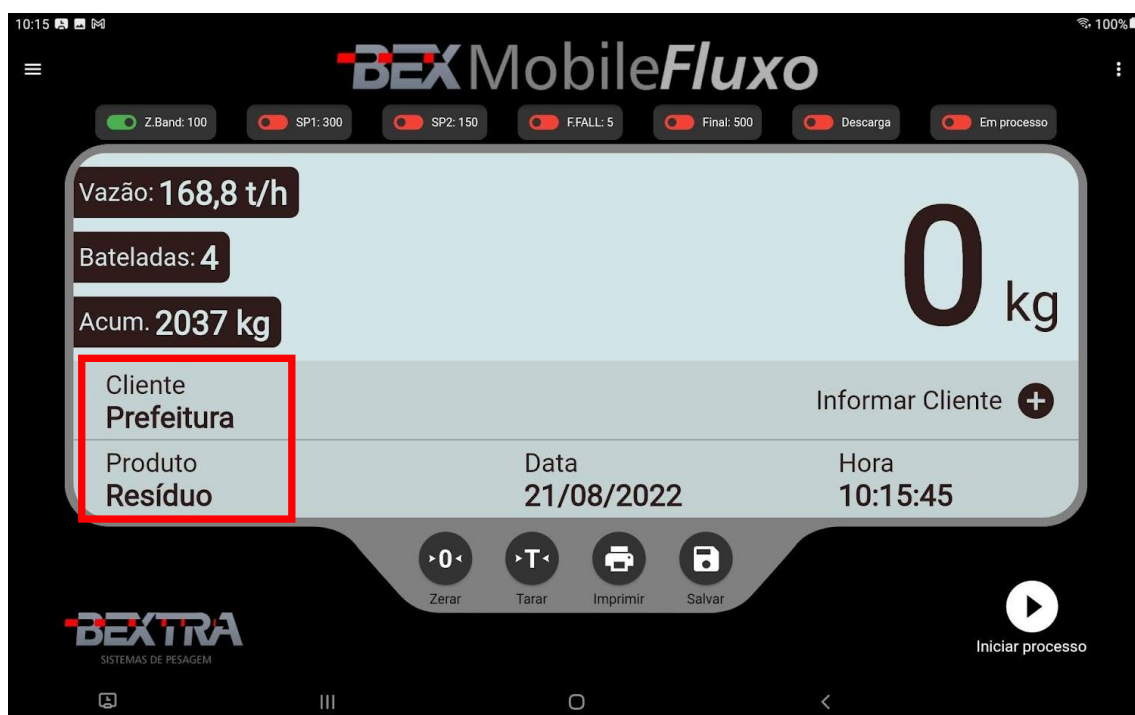 10:15 100%
BEX MobileFluxo
Z.Band: 100 SP1: 300 SP2: 150 F.FALL: 5 Final: 500 Descarga Em processo
Vazão: 168,8 t/h
Bateladas: 4
Acum. 2037 kg
0 kg
Cliente
Prefeitura
Informar Cliente
Produto Data Hora
Resíduo 21/08/2022 10:15:45
0 T
Zerar Tarar Imprimir Salvar
BEXTRA
SISTEMAS DE PESAGEM
Iniciar processo